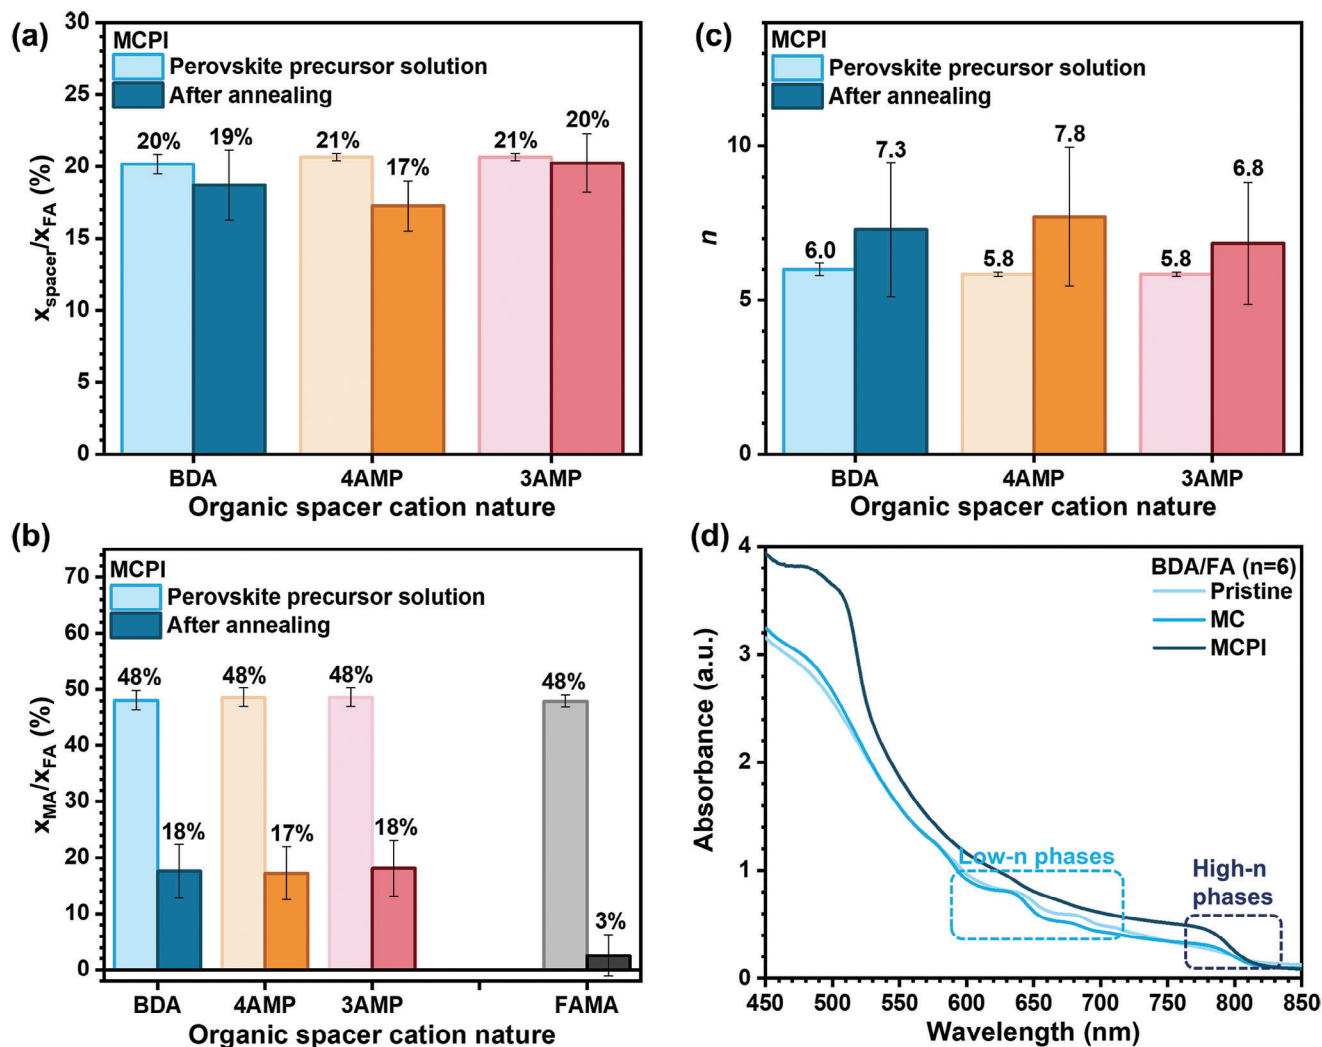 (a)
MCPI
Perovskite precursor solution
After annealing
30
25
20
15
10
5
0
20%
19%
21%
17%
21%
20%
xspacer/xFA (%)
BDA
4AMP
3AMP
Organic spacer cation nature
(c)
MCPI
Perovskite precursor solution
After annealing
10
5
0
6.0
7.3
5.8
7.8
5.8
6.8
n
BDA
4AMP
3AMP
Organic spacer cation nature
(b)
MCPI
Perovskite precursor solution
After annealing
70
60
50
40
30
20
10
0
48%
18%
48%
17%
48%
18%
48%
3%
xMA/xFA (%)
BDA
4AMP
3AMP
FAMA
Organic spacer cation nature
(d)
BDA/FA (n=6)
Pristine
MC
MCPI
4
3
2
1
0
Absorbance (a.u.)
Low-n phases
High-n
phases
450
500
550
600
650
700
750
800
850
Wavelength (nm)